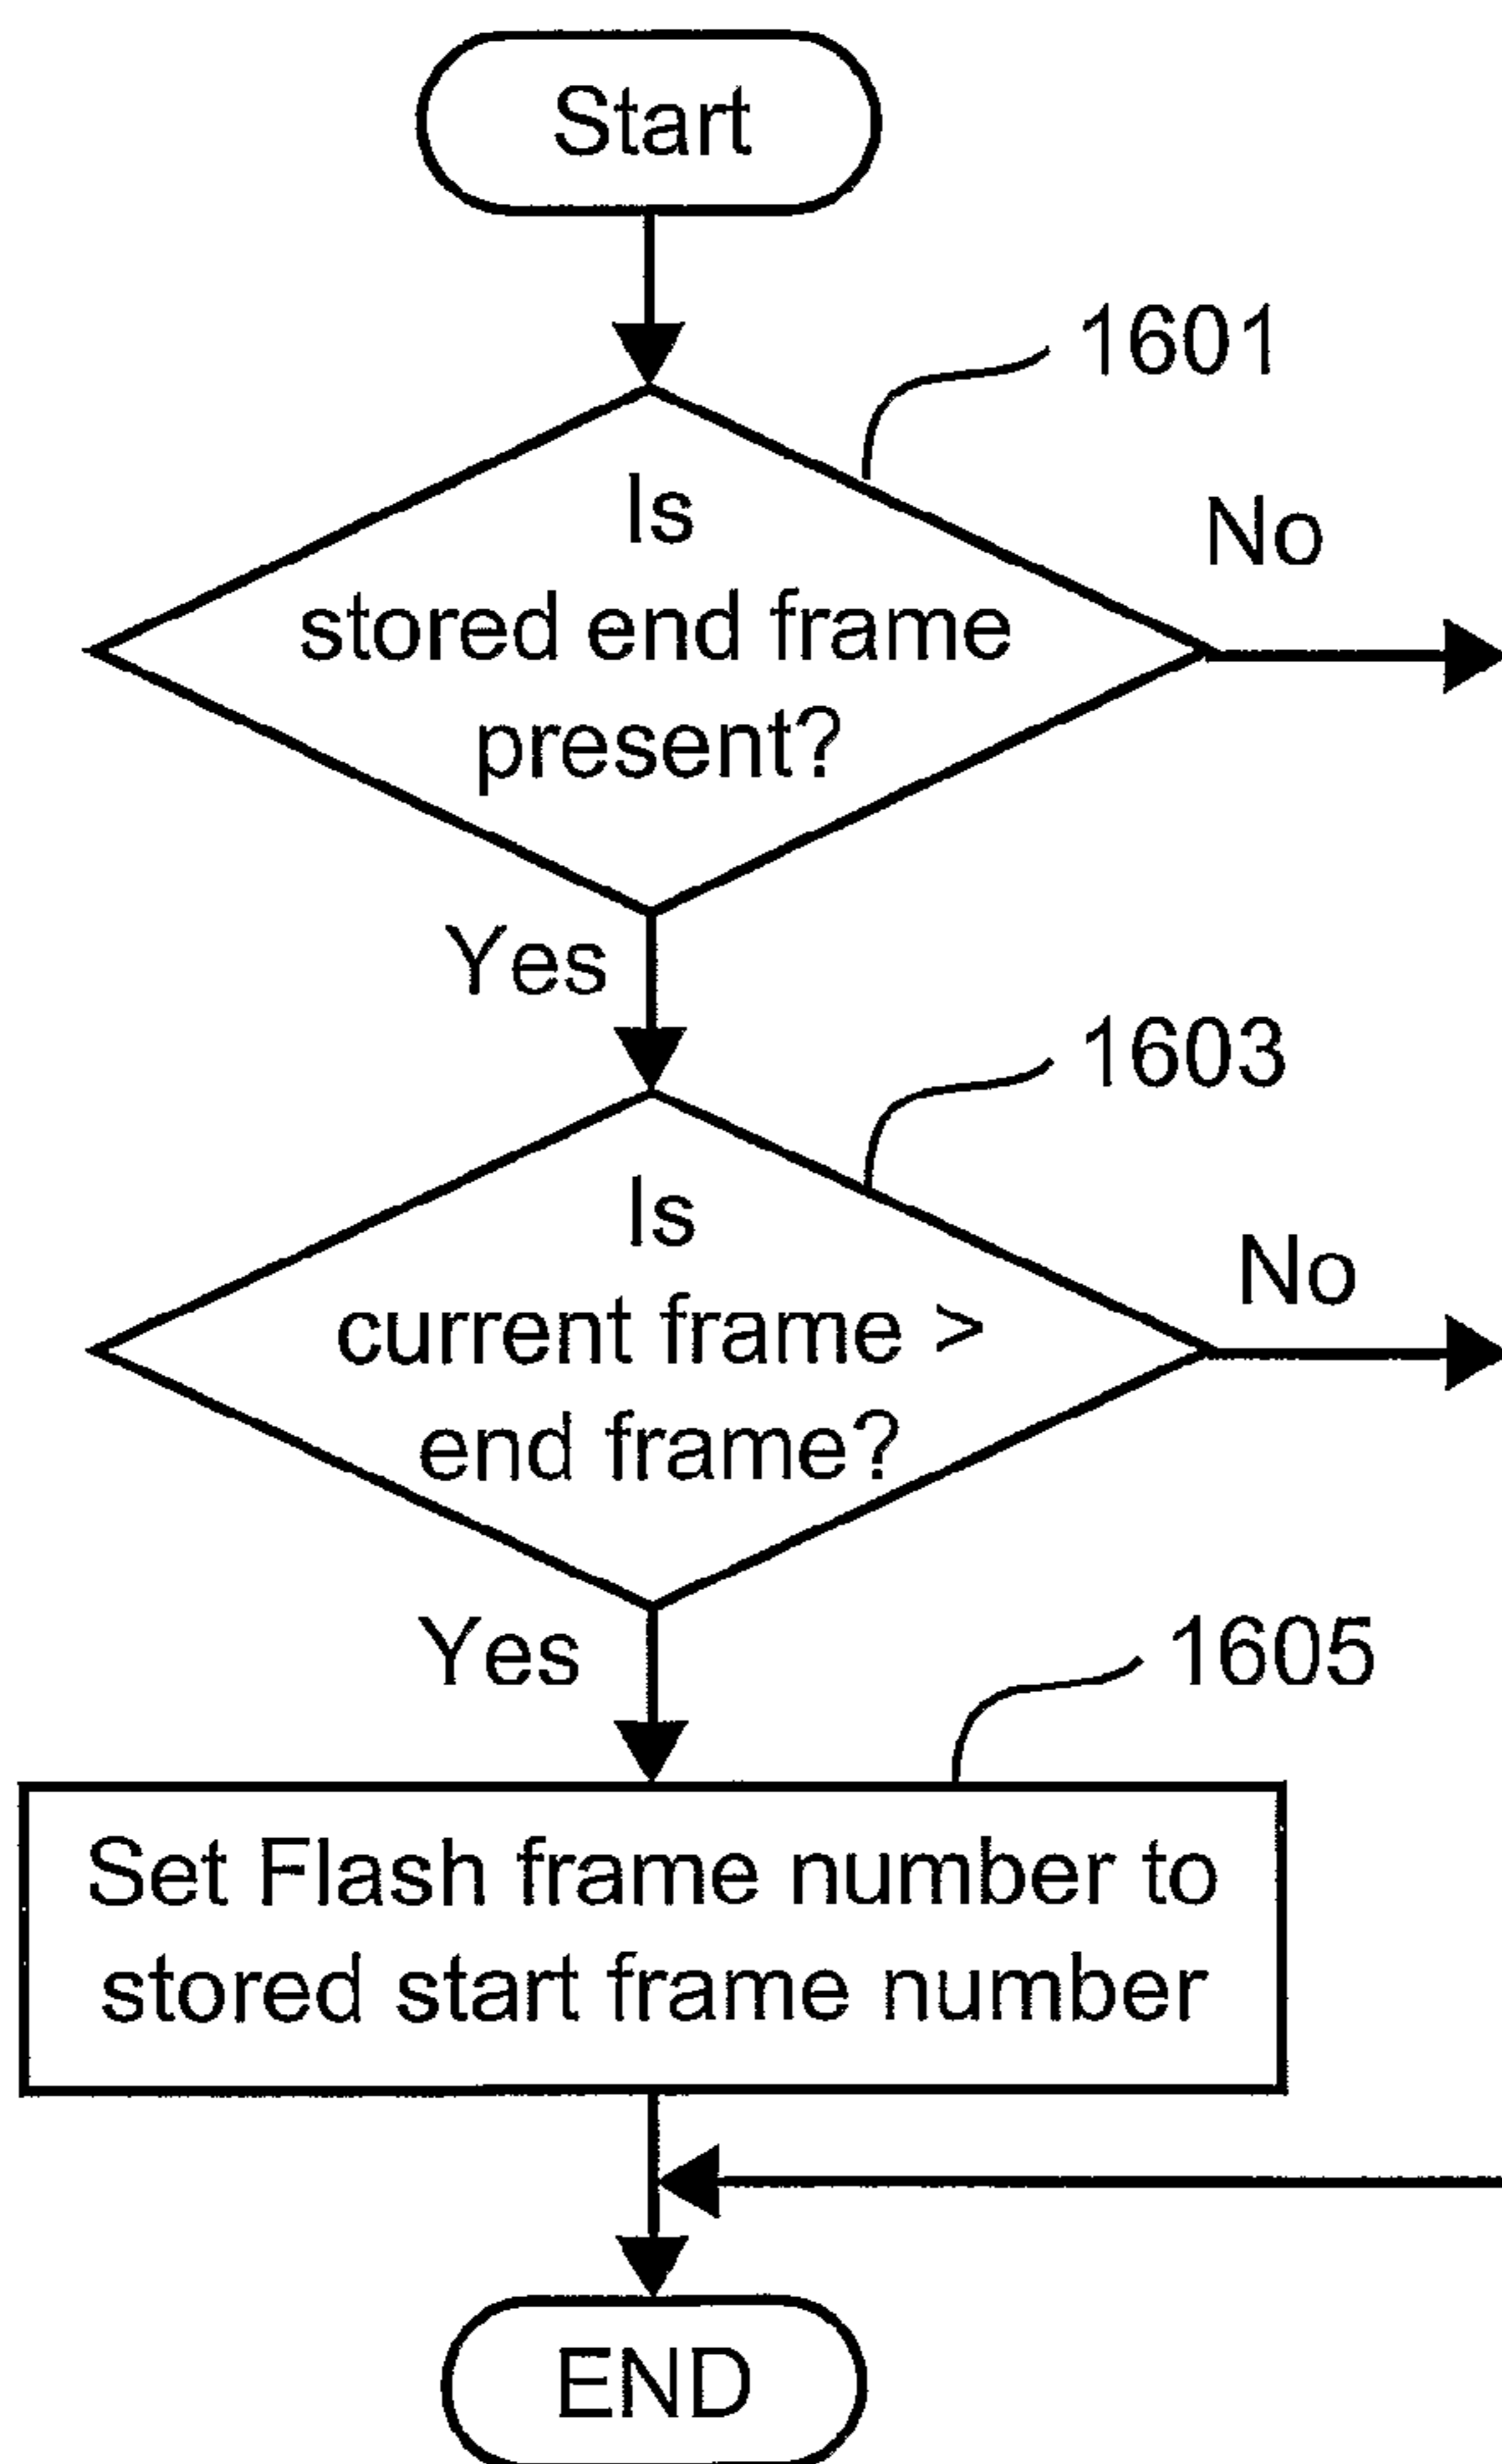 Start
1601
Is
stored end frame
present?
No
Yes
1603
Is
current frame >
end frame?
No
Yes
1605
Set Flash frame number to
stored start frame number
END